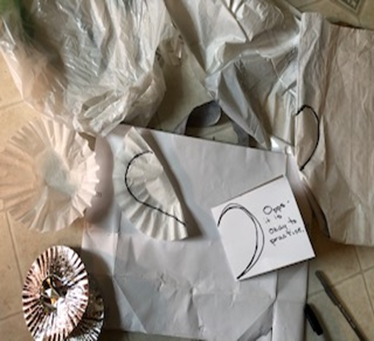 Oops -
it is
okay to
practice.